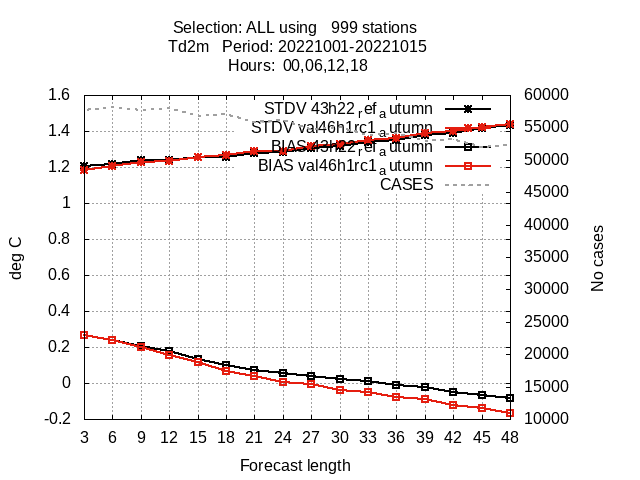 Selection: ALL using   999 stations
Td2m   Period: 20221001-20221015
Hours:  00,06,12,18
1.6
1.4
1.2
1
0.8
0.6
0.4
0.2
0
-0.2
deg C
STDV 43h22_ref_autumn
STDV val46h1rc1_autumn
BIAS 43h22_ref_autumn
BIAS val46h1rc1_autumn
CASES
60000
55000
50000
45000
40000
35000
30000
25000
20000
15000
10000
No cases
3 6 9 12 15 18 21 24 27 30 33 36 39 42 45 48
Forecast length